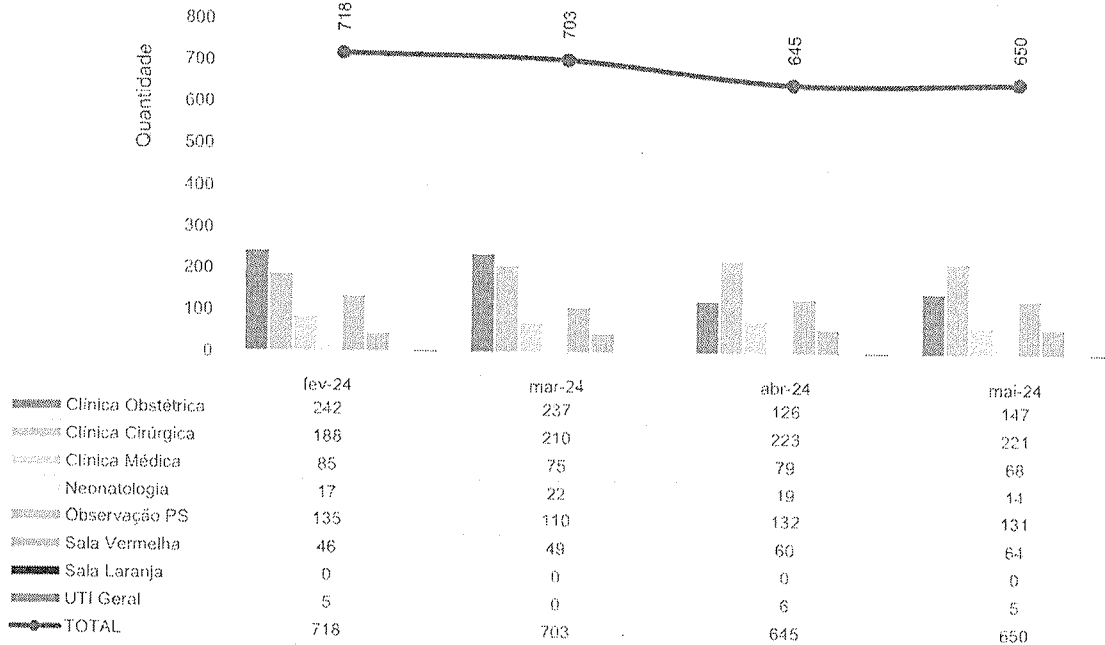 800
718
703
645
650
700
600
500
400
300
200
100
0
Quantidade
fev-24 mar-24 abr-24 mai-24
Clínica Obstétrica 242 237 126 147
Clínica Cirúrgica 188 210 223 221
Clínica Médica 85 75 79 68
Neonatologia 17 22 19 14
Observação PS 135 110 132 131
Sala Vermelha 46 49 60 64
Sala Laranja 0 0 0 0
UTI Geral 5 0 6 5
TOTAL 718 703 645 650